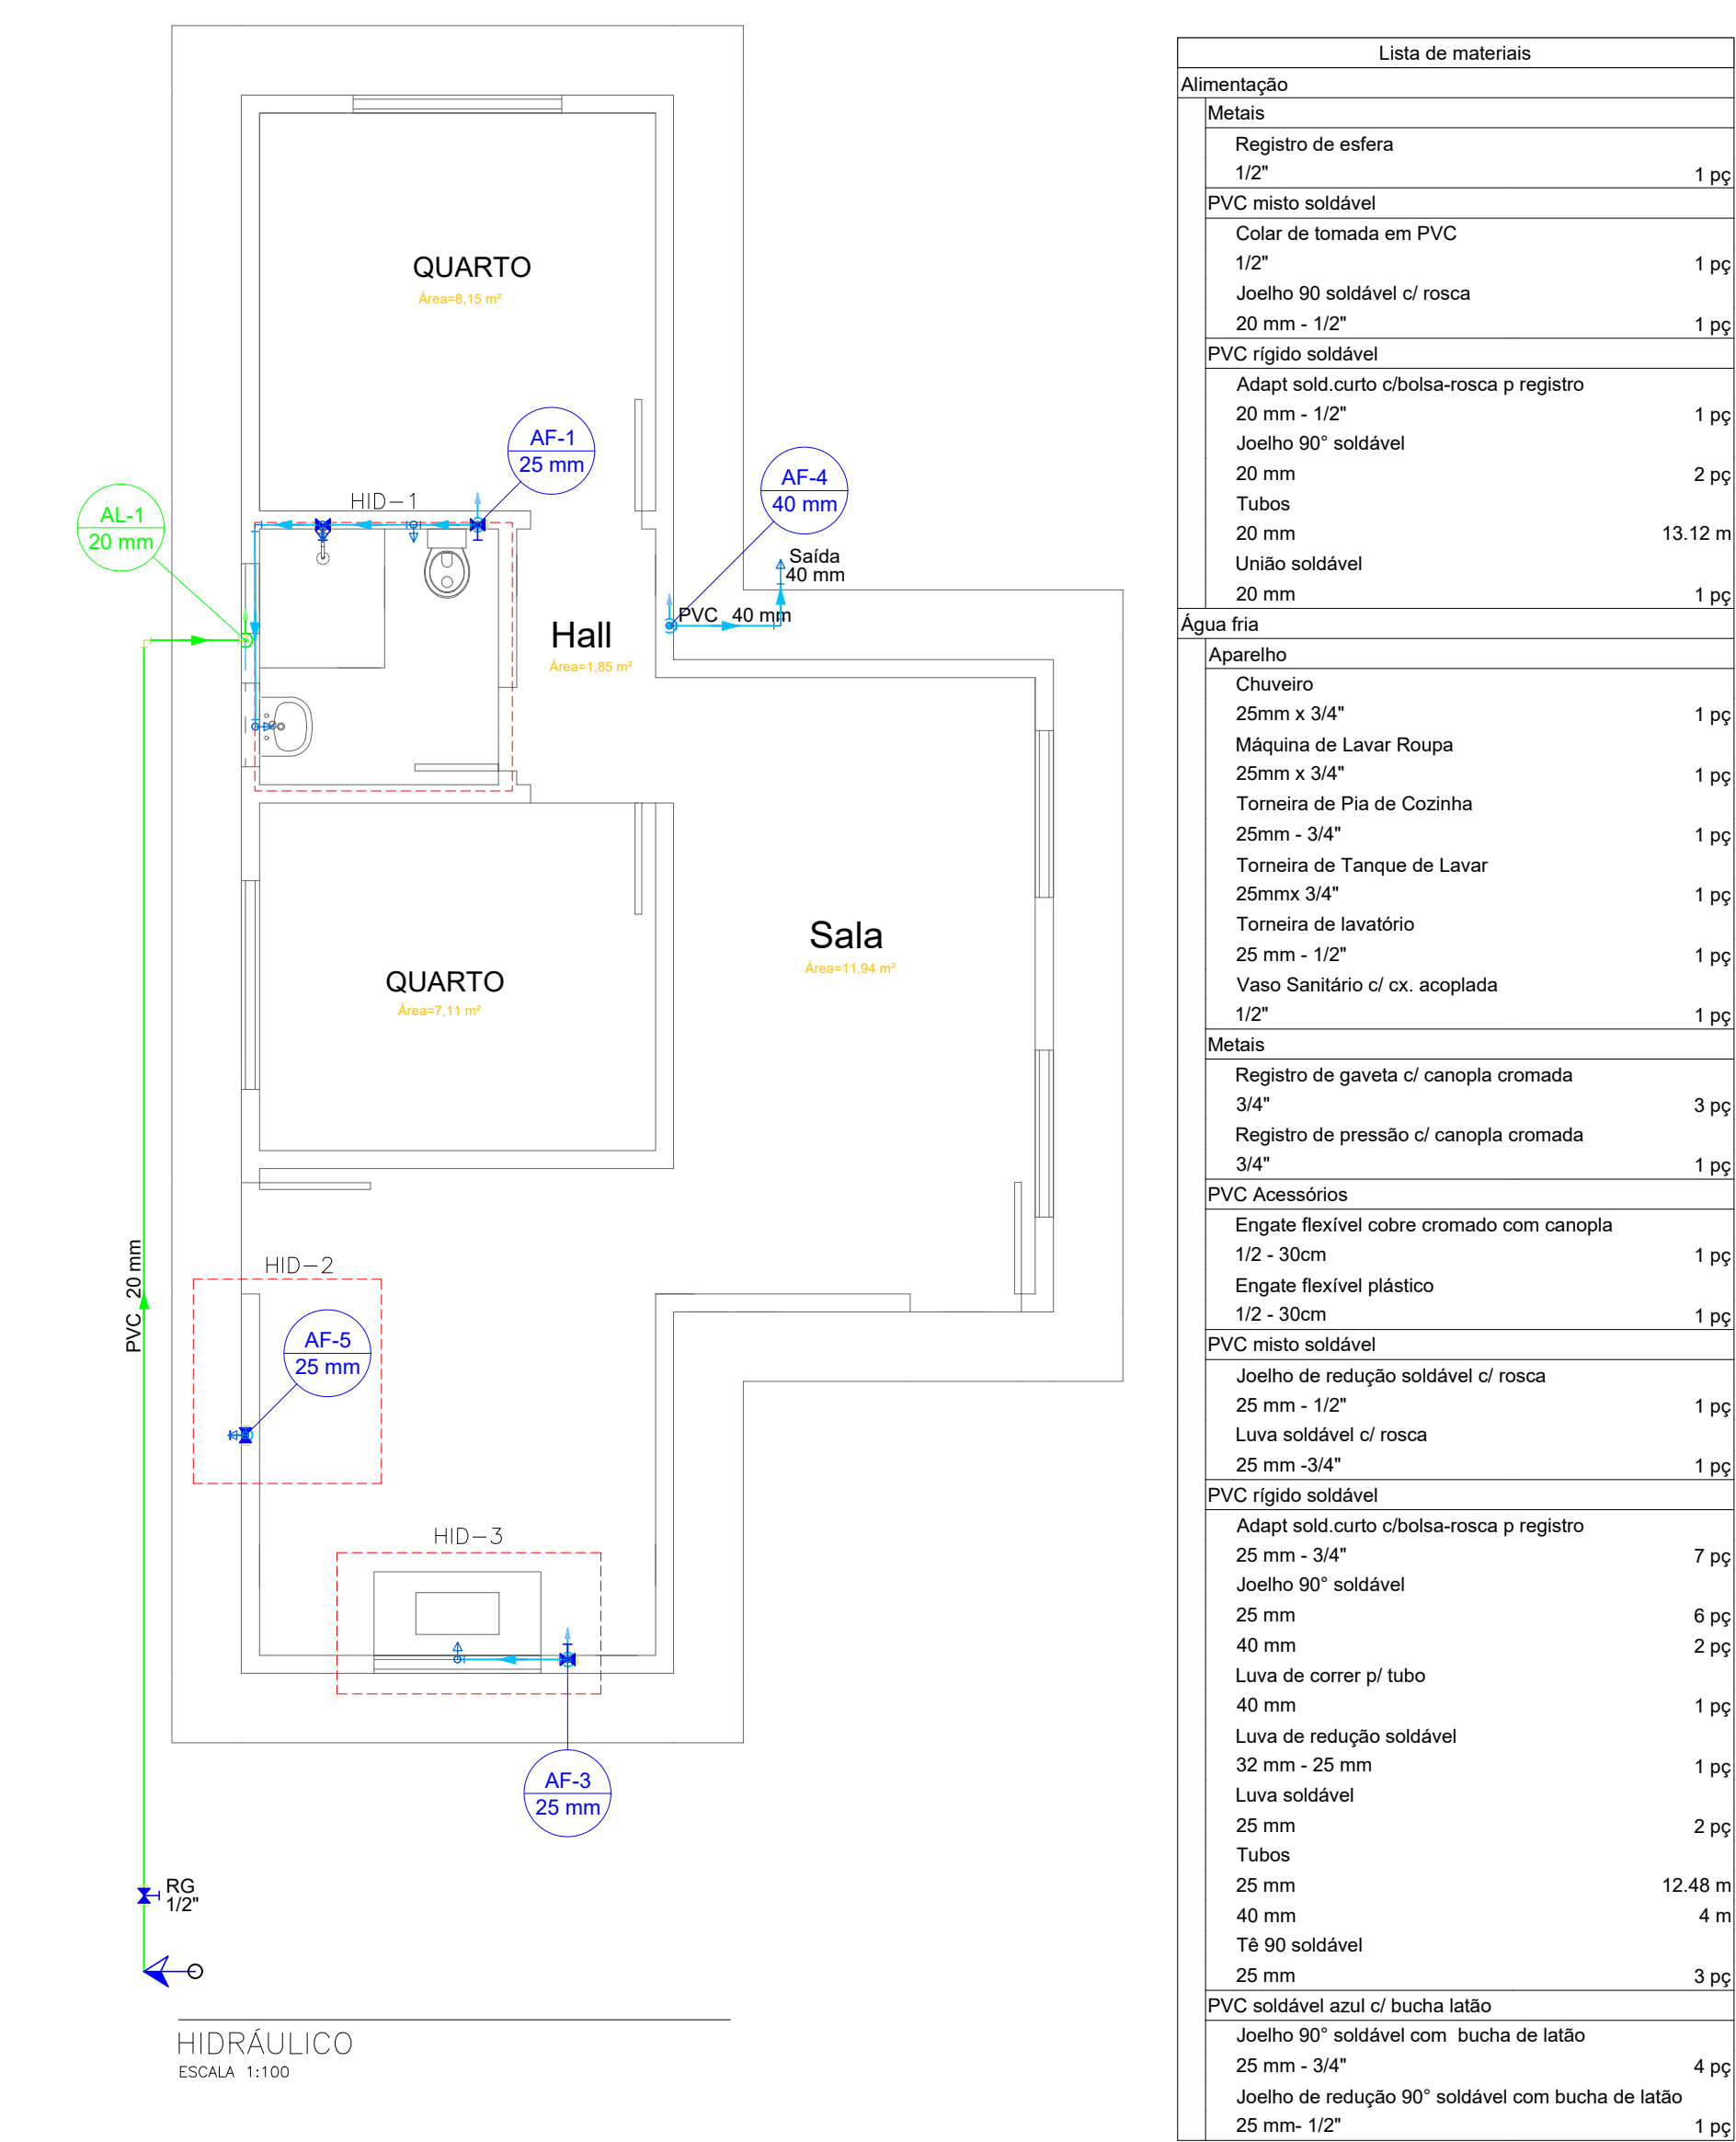 QUARTO
Área=8,15 m²
AF-1
25 mm
AF-4
40 mm
HID-1
AL-1
20 mm
Saída
40 mm
PVC 40 mm
Hall
Área=1,85 m²
Sala
Área=11,94 m²
QUARTO
Área=7,11 m²
PVC 20 mm
HID-2
AF-5
25 mm
HID-3
AF-3
25 mm
RG
1/2"
HIDRÁULICO
ESCALA 1:100
Lista de materiais
Alimentação
Metais
Registro de esfera
1/2" 1 pç
PVC misto soldável
Colar de tomada em PVC
1/2" 1 pç
Joelho 90 soldável c/ rosca
20 mm - 1/2" 1 pç
PVC rígido soldável
Adapt sold.curto c/bolsa-rosca p registro
20 mm - 1/2" 1 pç
Joelho 90° soldável
20 mm 2 pç
Tubos
20 mm 13.12 m
União soldável
20 mm 1 pç
Água fria
Aparelho
Chuveiro
25mm x 3/4" 1 pç
Máquina de Lavar Roupa
25mm x 3/4" 1 pç
Torneira de Pia de Cozinha
25mm - 3/4" 1 pç
Torneira de Tanque de Lavar
25mmx 3/4" 1 pç
Torneira de lavatório
25 mm - 1/2" 1 pç
Vaso Sanitário c/ cx. acoplada
1/2" 1 pç
Metais
Registro de gaveta c/ canopla cromada
3/4" 3 pç
Registro de pressão c/ canopla cromada
3/4" 1 pç
PVC Acessórios
Engate flexível cobre cromado com canopla
1/2 - 30cm 1 pç
Engate flexível plástico
1/2 - 30cm 1 pç
PVC misto soldável
Joelho de redução soldável c/ rosca
25 mm - 1/2" 1 pç
Luva soldável c/ rosca
25 mm -3/4" 1 pç
PVC rígido soldável
Adapt sold.curto c/bolsa-rosca p registro
25 mm - 3/4" 7 pç
Joelho 90° soldável
25 mm 6 pç
40 mm 2 pç
Luva de correr p/ tubo
40 mm 1 pç
Luva de redução soldável
32 mm - 25 mm 1 pç
Luva soldável
25 mm 2 pç
Tubos
25 mm 12.48 m
40 mm 4 m
Tê 90 soldável
25 mm 3 pç
PVC soldável azul c/ bucha latão
Joelho 90° soldável com bucha de latão
25 mm - 3/4" 4 pç
Joelho de redução 90° soldável com bucha de latão
25 mm- 1/2" 1 pç